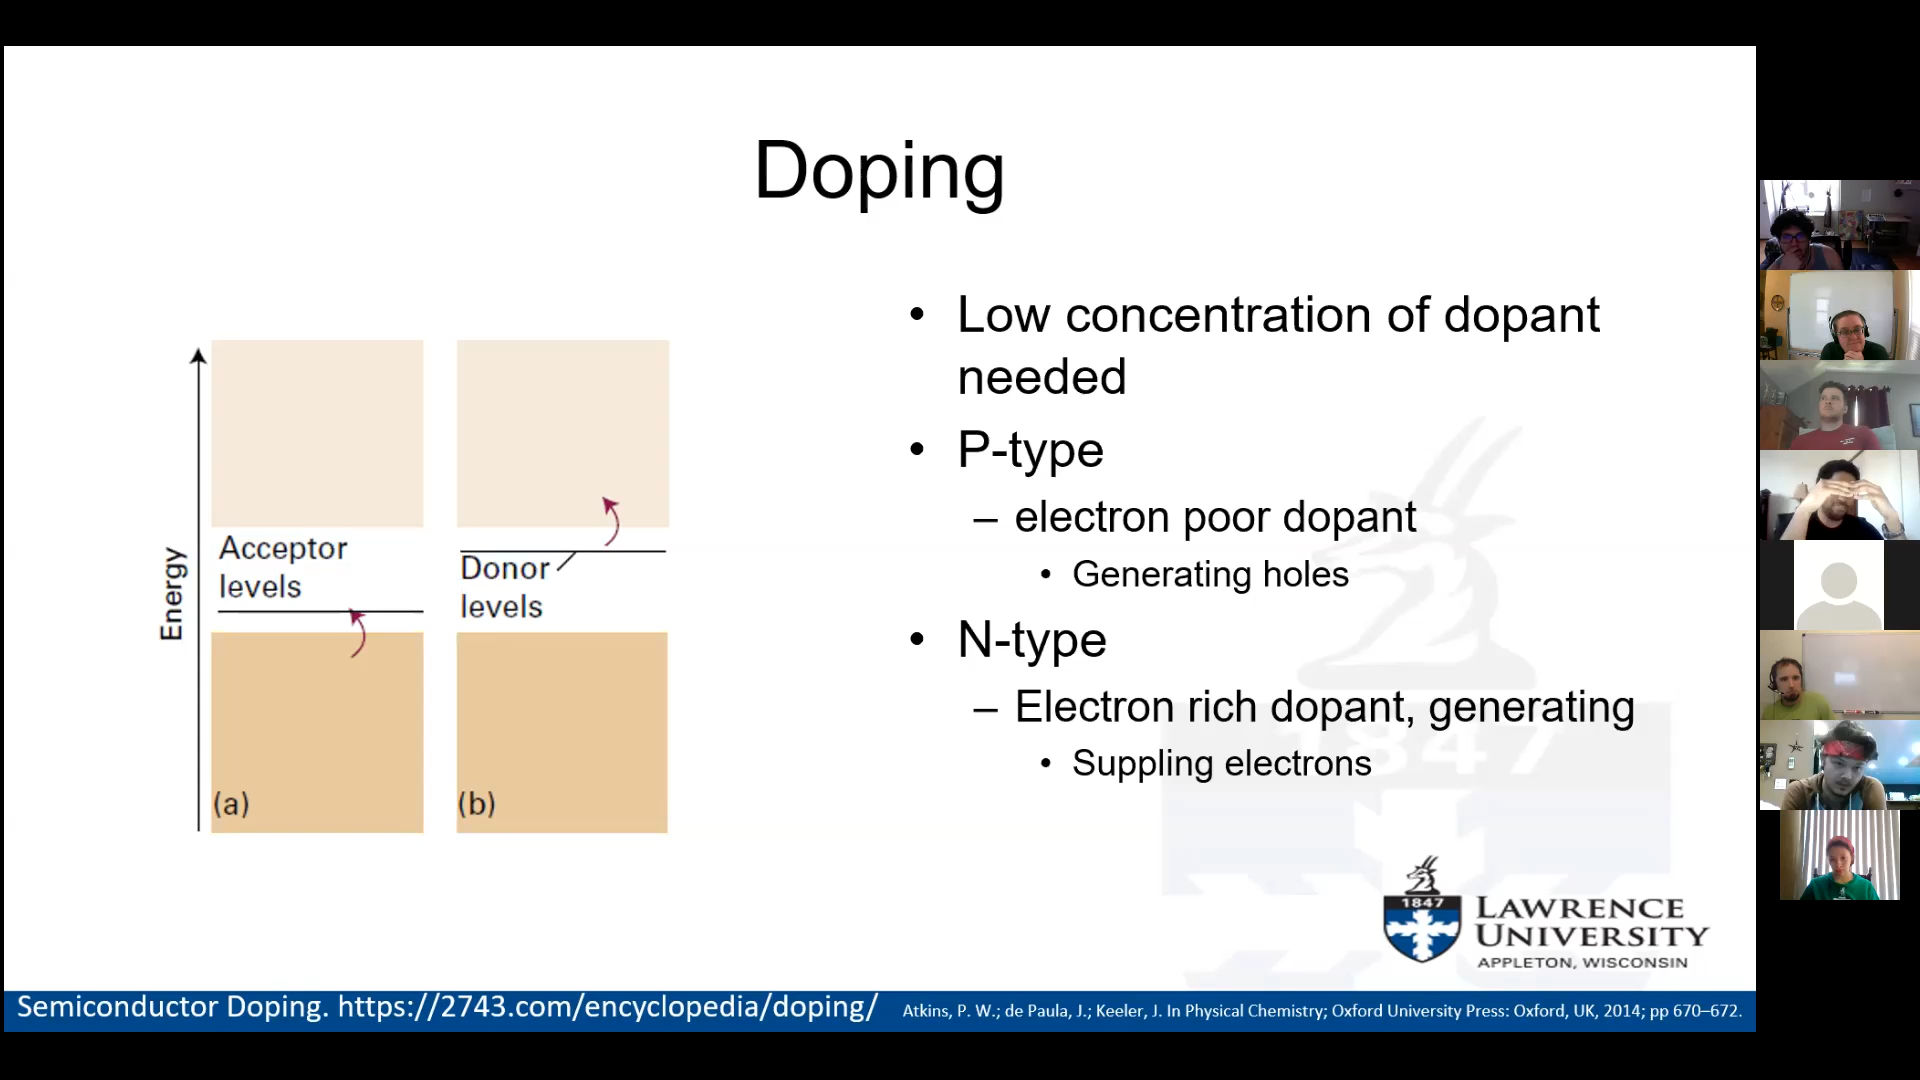 Doping
Energy
Acceptor
levels
(a)
Donor
levels
(b)
• Low concentration of dopant
needed
• P-type
– electron poor dopant
• Generating holes
• N-type
– Electron rich dopant, generating
• Suppling electrons
1847
1847
LAWRENCE
UNIVERSITY
APPLETON, WISCONSIN
Semiconductor Doping. https://2743.com/encyclopedia/doping/
Atkins, P. W.; de Paula, J.; Keeler, J. In Physical Chemistry; Oxford University Press: Oxford, UK, 2014; pp 670–672.